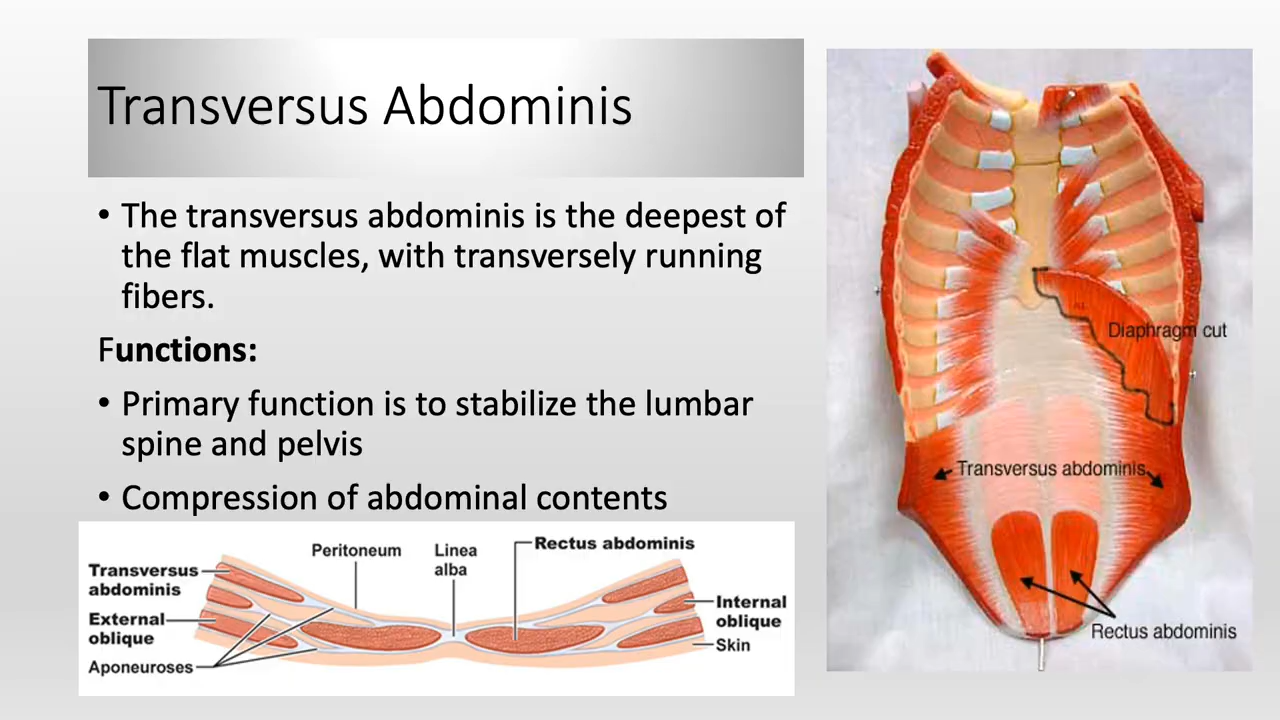 Transversus Abdominis
• The transversus abdominis is the deepest of
the flat muscles, with transversely running
fibers.
Functions:
• Primary function is to stabilize the lumbar
spine and pelvis
• Compression of abdominal contents
Peritoneum
Linea
alba
Rectus abdominis
Transversus
abdominis
External
oblique
Aponeuroses
Internal
oblique
Skin
Diaphragm cut
Transversus abdominis
Rectus abdominis